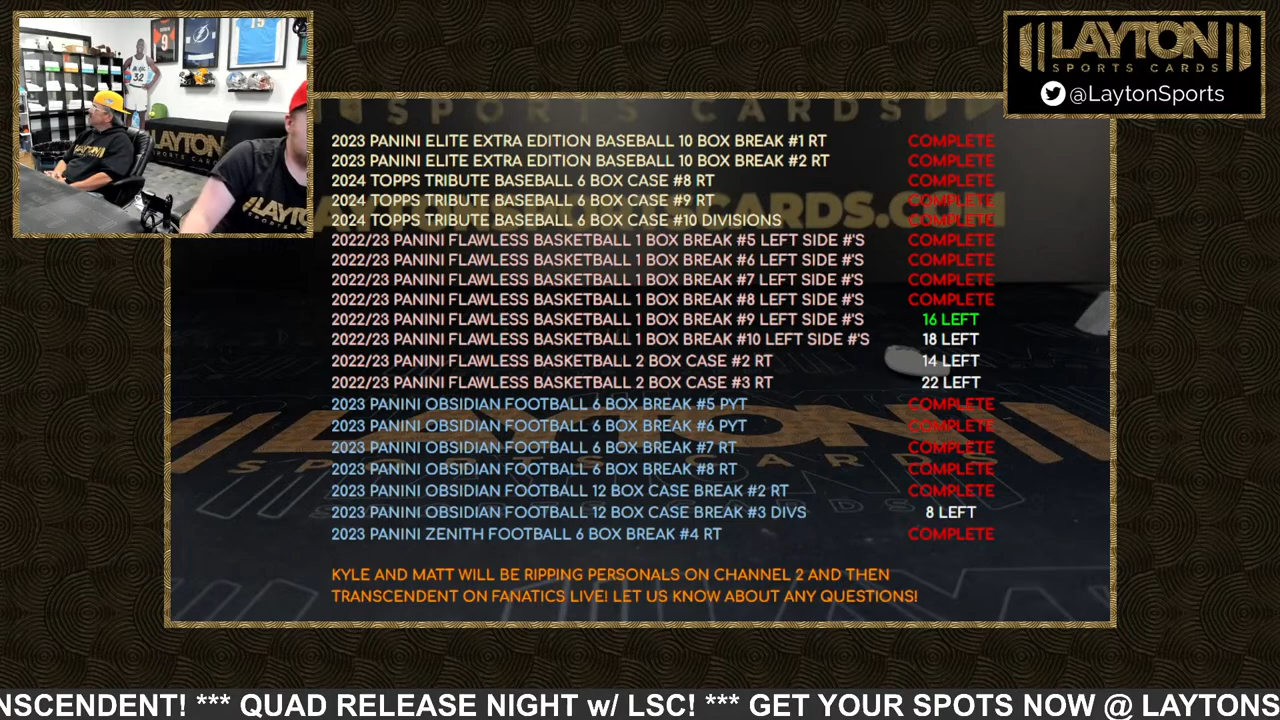 LAYTON
SPORTS CARDS
@LaytonSports
SPORTS CARDS
2023 PANINI ELITE EXTRA EDITION BASEBALL 10 BOX BREAK #1 RT COMPLETE
2023 PANINI ELITE EXTRA EDITION BASEBALL 10 BOX BREAK #2 RT COMPLETE
2024 TOPPS TRIBUTE BASEBALL 6 BOX CASE #8 RT COMPLETE
2024 TOPPS TRIBUTE BASEBALL 6 BOX CASE #9 RT COMPLETE
2024 TOPPS TRIBUTE BASEBALL 6 BOX CASE #10 DIVISIONS COMPLETE
2022/23 PANINI FLAWLESS BASKETBALL 1 BOX BREAK #5 LEFT SIDE #'S COMPLETE
2022/23 PANINI FLAWLESS BASKETBALL 1 BOX BREAK #6 LEFT SIDE #'S COMPLETE
2022/23 PANINI FLAWLESS BASKETBALL 1 BOX BREAK #7 LEFT SIDE #'S COMPLETE
2022/23 PANINI FLAWLESS BASKETBALL 1 BOX BREAK #8 LEFT SIDE #'S COMPLETE
2022/23 PANINI FLAWLESS BASKETBALL 1 BOX BREAK #9 LEFT SIDE #'S 16 LEFT
2022/23 PANINI FLAWLESS BASKETBALL 1 BOX BREAK #10 LEFT SIDE #'S 18 LEFT
2022/23 PANINI FLAWLESS BASKETBALL 2 BOX CASE #2 RT 14 LEFT
2022/23 PANINI FLAWLESS BASKETBALL 2 BOX CASE #3 RT 22 LEFT
2023 PANINI OBSIDIAN FOOTBALL 6 BOX BREAK #5 PYT COMPLETE
2023 PANINI OBSIDIAN FOOTBALL 6 BOX BREAK #6 PYT COMPLETE
2023 PANINI OBSIDIAN FOOTBALL 6 BOX BREAK #7 RT COMPLETE
2023 PANINI OBSIDIAN FOOTBALL 6 BOX BREAK #8 RT COMPLETE
2023 PANINI OBSIDIAN FOOTBALL 12 BOX CASE BREAK #2 RT COMPLETE
2023 PANINI OBSIDIAN FOOTBALL 12 BOX CASE BREAK #3 DIVS 8 LEFT
2023 PANINI ZENITH FOOTBALL 6 BOX BREAK #4 RT COMPLETE
KYLE AND MATT WILL BE RIPPING PERSONALS ON CHANNEL 2 AND THEN
TRANSCENDENT ON FANATICS LIVE! LET US KNOW ABOUT ANY QUESTIONS!
NSCENDENT! *** QUAD RELEASE NIGHT w/ LSC! *** GET YOUR SPOTS NOW @ LAYTONS